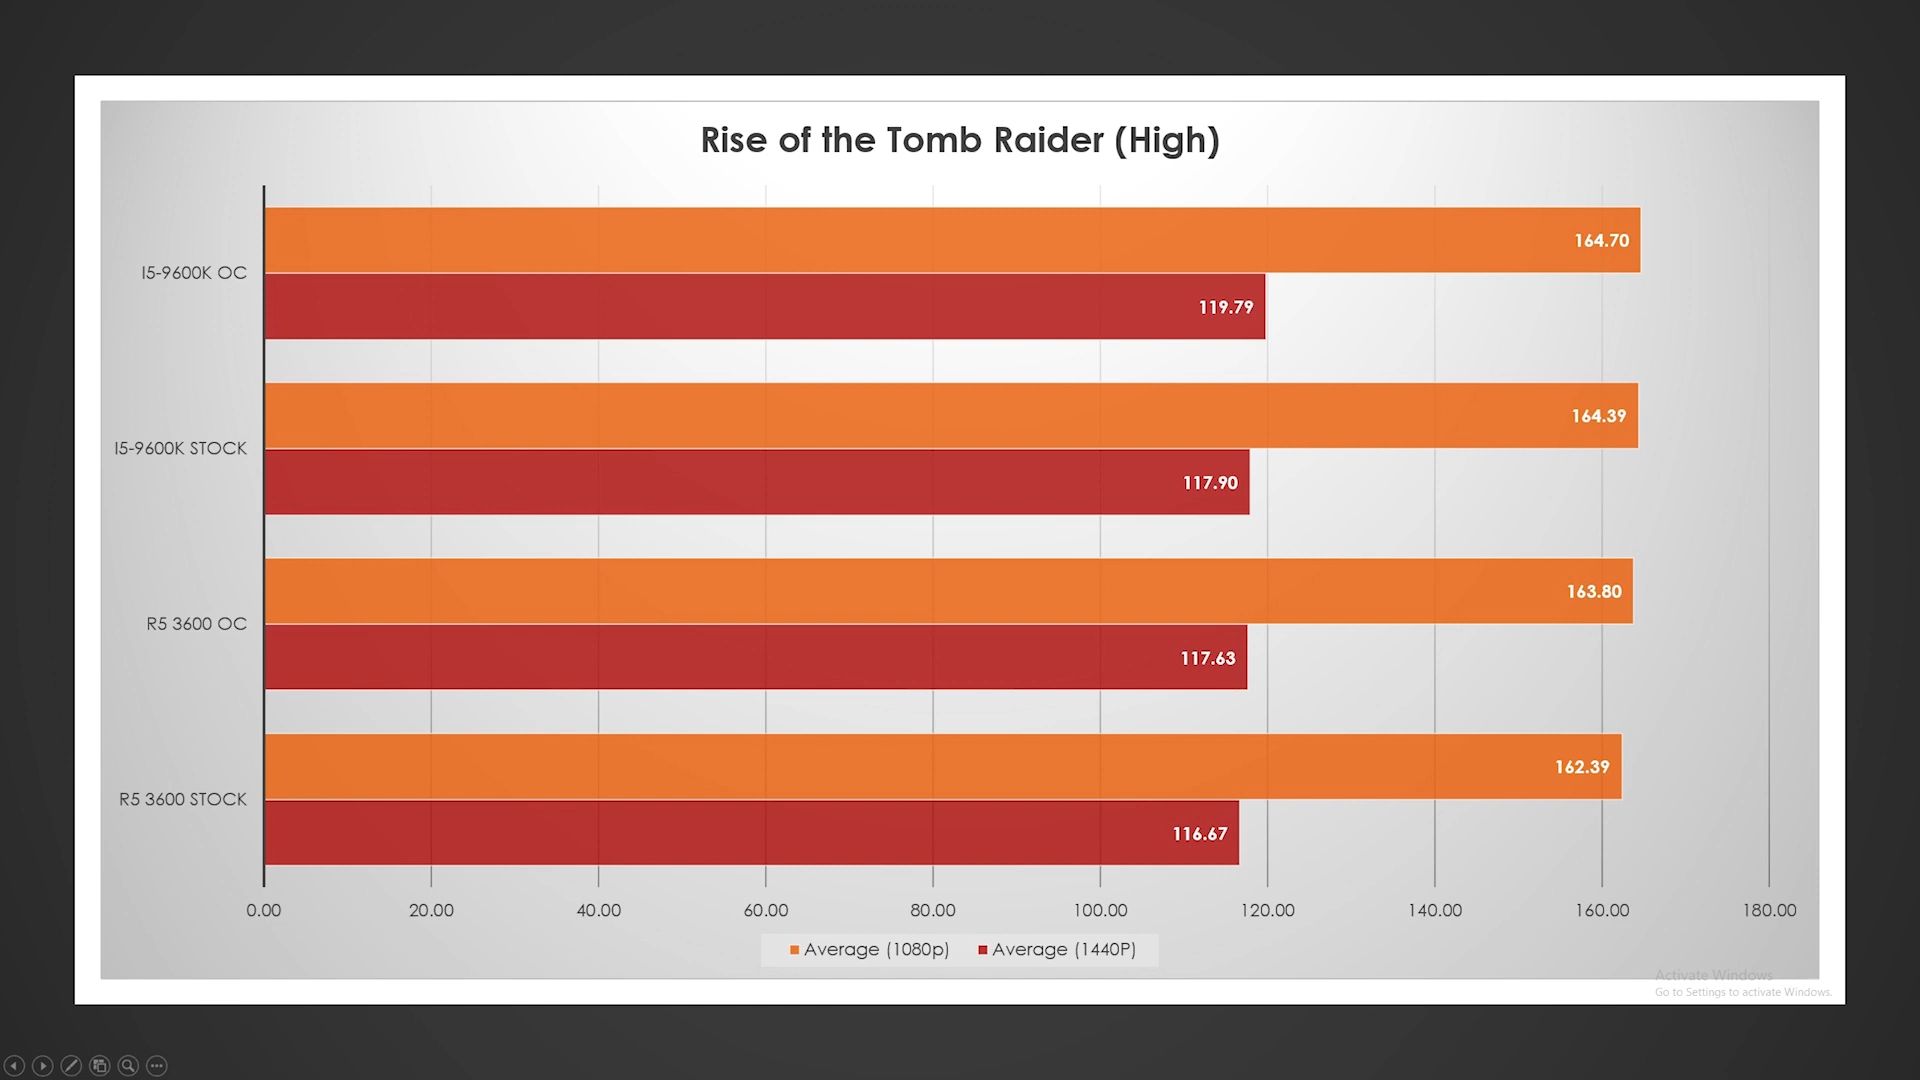 Rise of the Tomb Raider (High)
I5-9600K OC
164.70
119.79
I5-9600K STOCK
164.39
117.90
R5 3600 OC
163.80
117.63
R5 3600 STOCK
162.39
116.67
0.00 20.00 40.00 60.00 80.00 100.00 120.00 140.00 160.00 180.00
Average (1080p) Average (1440P)
Activate Windows
Go to Settings to activate Windows.